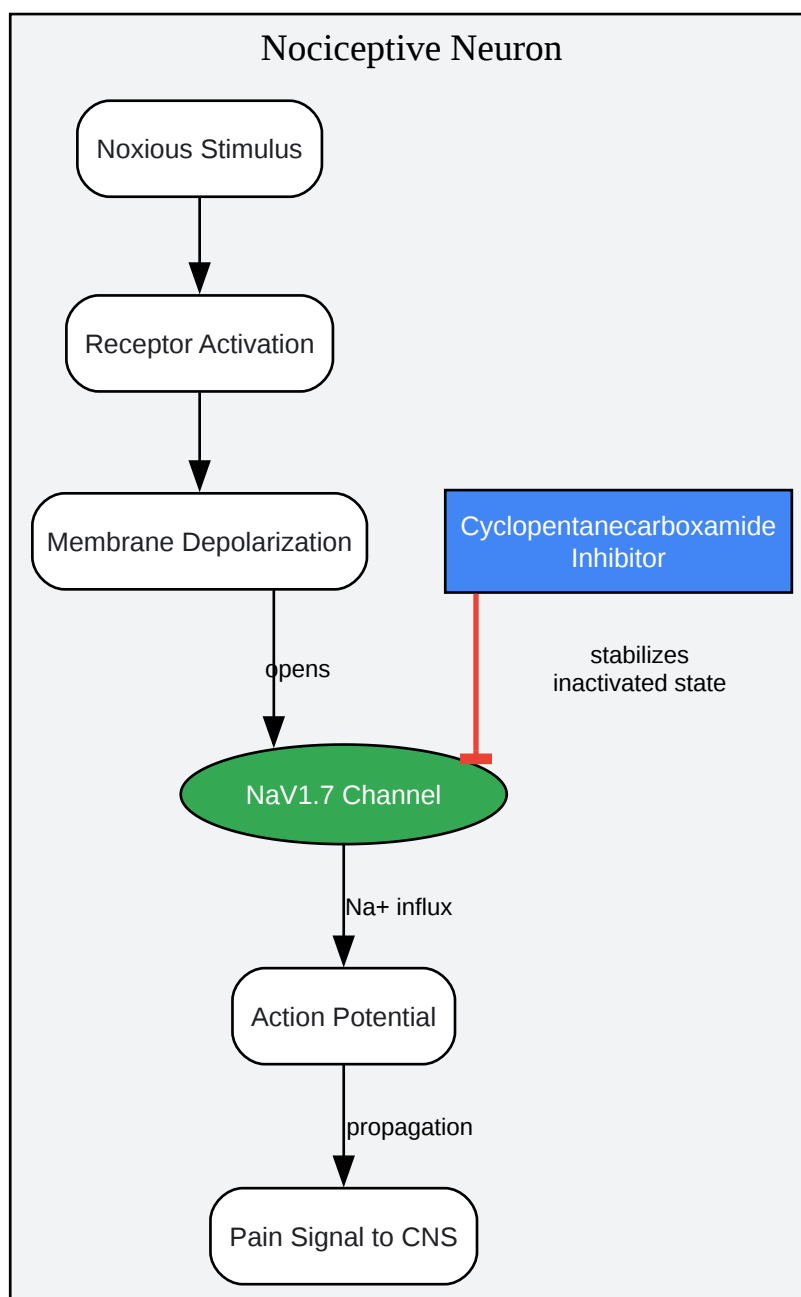 Nociceptive Neuron
Noxious Stimulus
Receptor Activation
Membrane Depolarization
Cyclopentanecarboxamide
Inhibitor
opens
stabilizes
inactivated state
NaV1.7 Channel
Na+ influx
Action Potential
propagation
Pain Signal to CNS